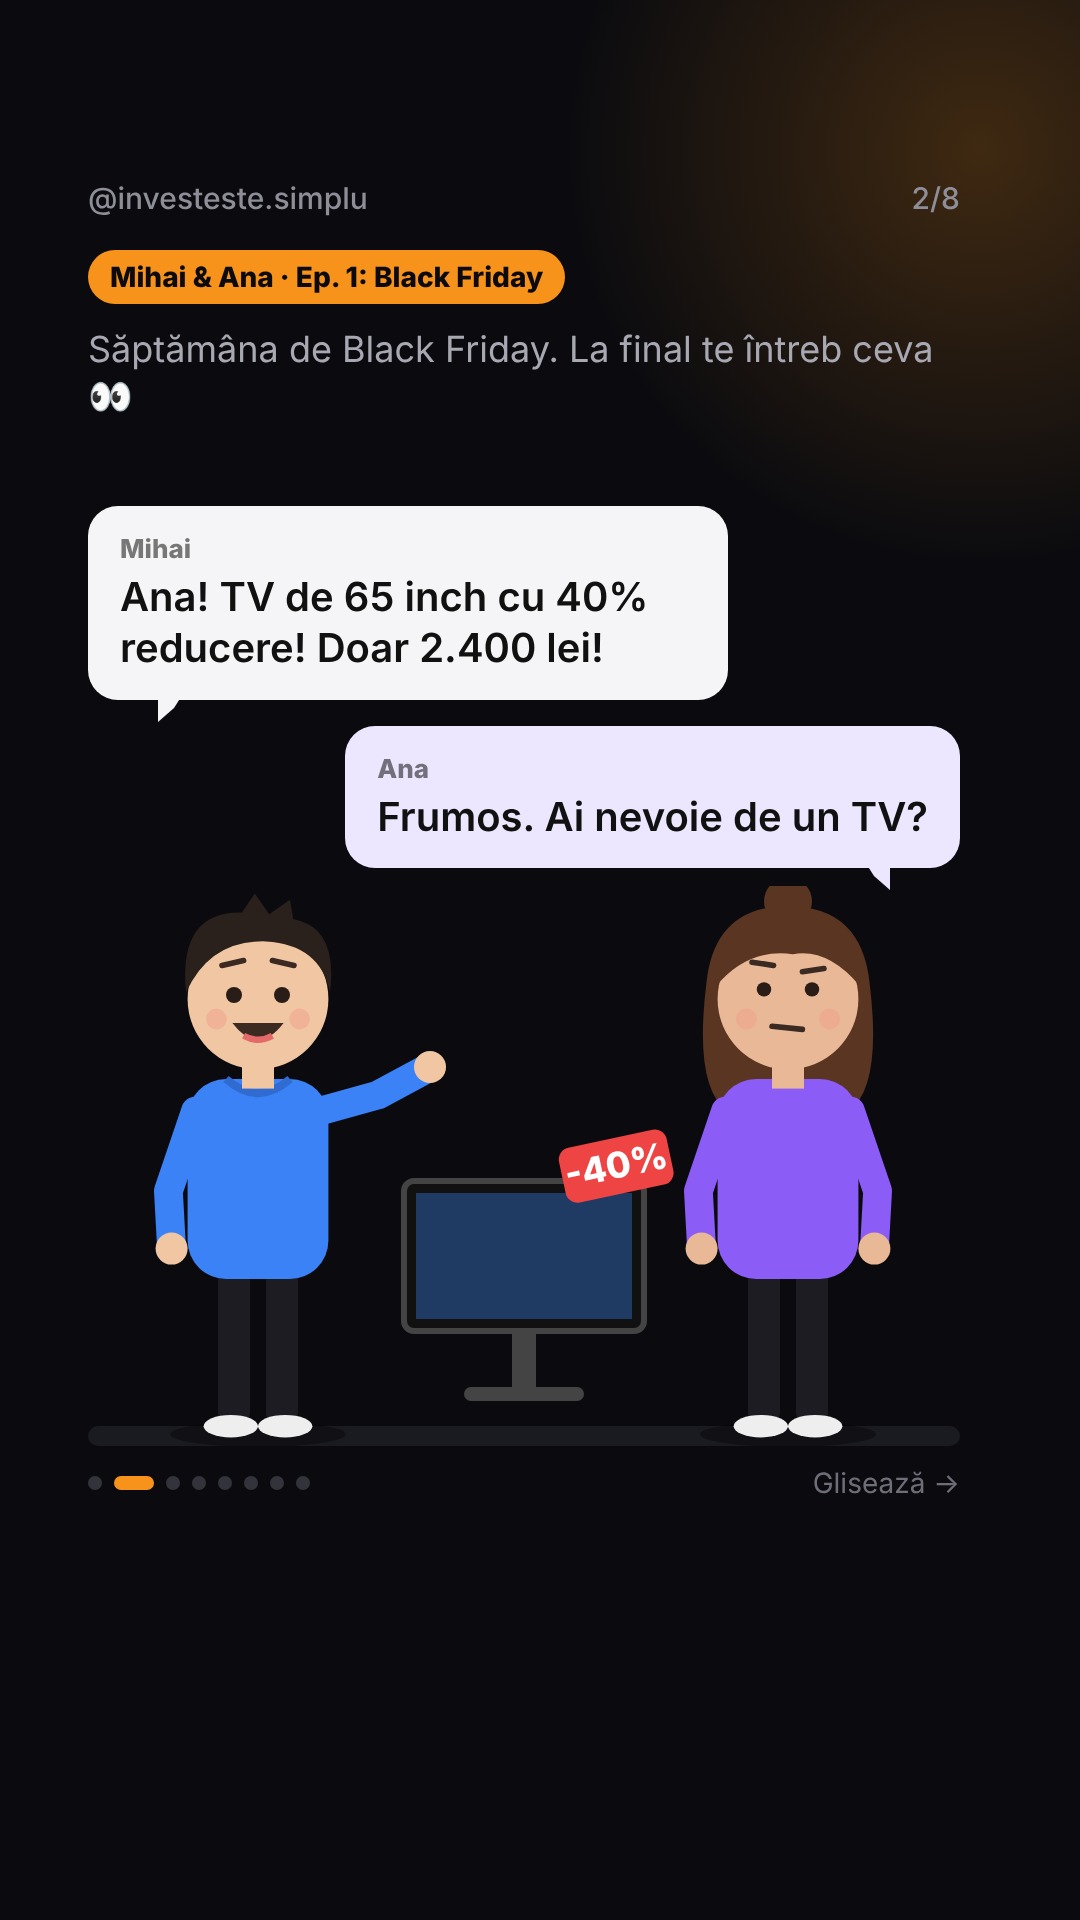 @investeste.simplu
2/8
Mihai & Ana · Ep. 1: Black Friday
Săptămâna de Black Friday. La final te întreb ceva
👀
Mihai
Ana! TV de 65 inch cu 40%
reducere! Doar 2.400 lei!
Ana
Frumos. Ai nevoie de un TV?
-40%
Glisează →